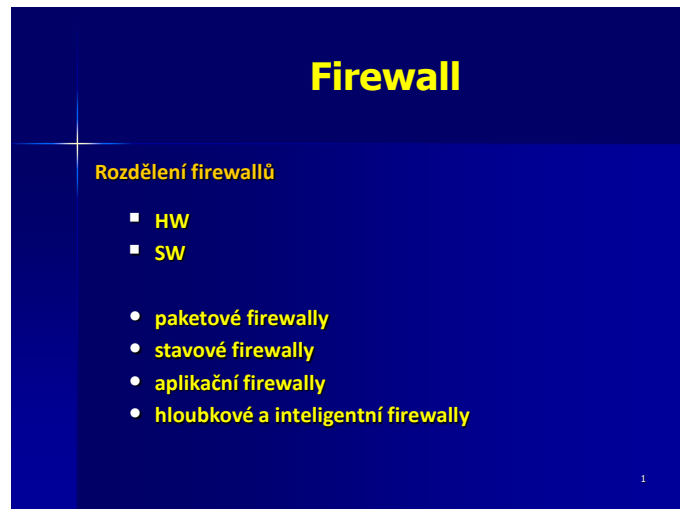 Firewall
Rozdělení firewallů
▪ HW
▪ SW
• paketové firewally
• stavové firewally
• aplikační firewally
• hloubkové a inteligentní firewally
1